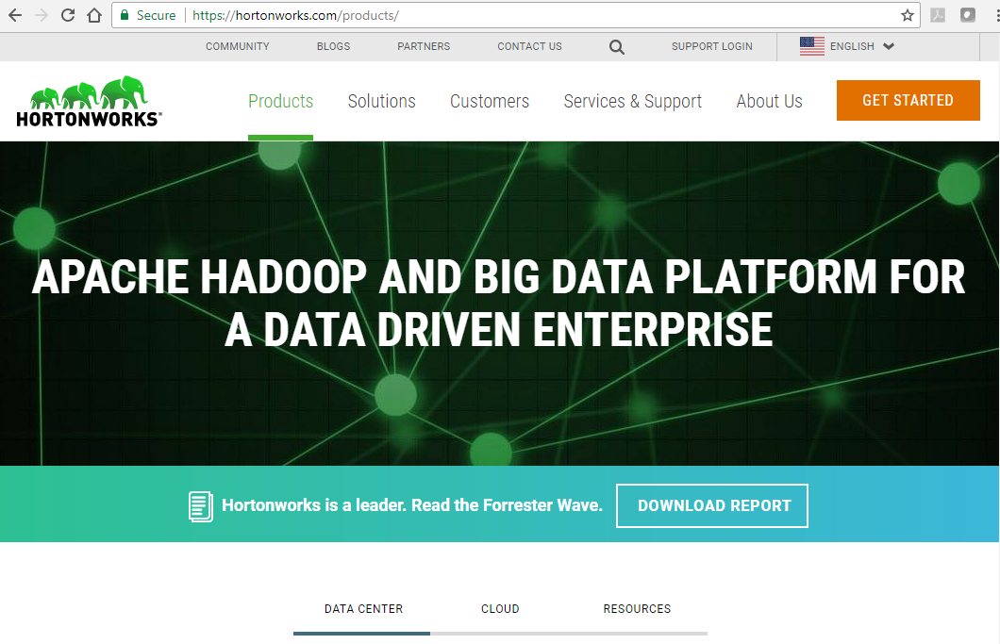 Secure https://hortonworks.com/products/
COMMUNITY BLOGS PARTNERS CONTACT US SUPPORT LOGIN ENGLISH
HORTONWORKS
Products Solutions Customers Services & Support About Us GET STARTED
APACHE HADOOP AND BIG DATA PLATFORM FOR
A DATA DRIVEN ENTERPRISE
Hortonworks is a leader. Read the Forrester Wave. DOWNLOAD REPORT
DATA CENTER CLOUD RESOURCES